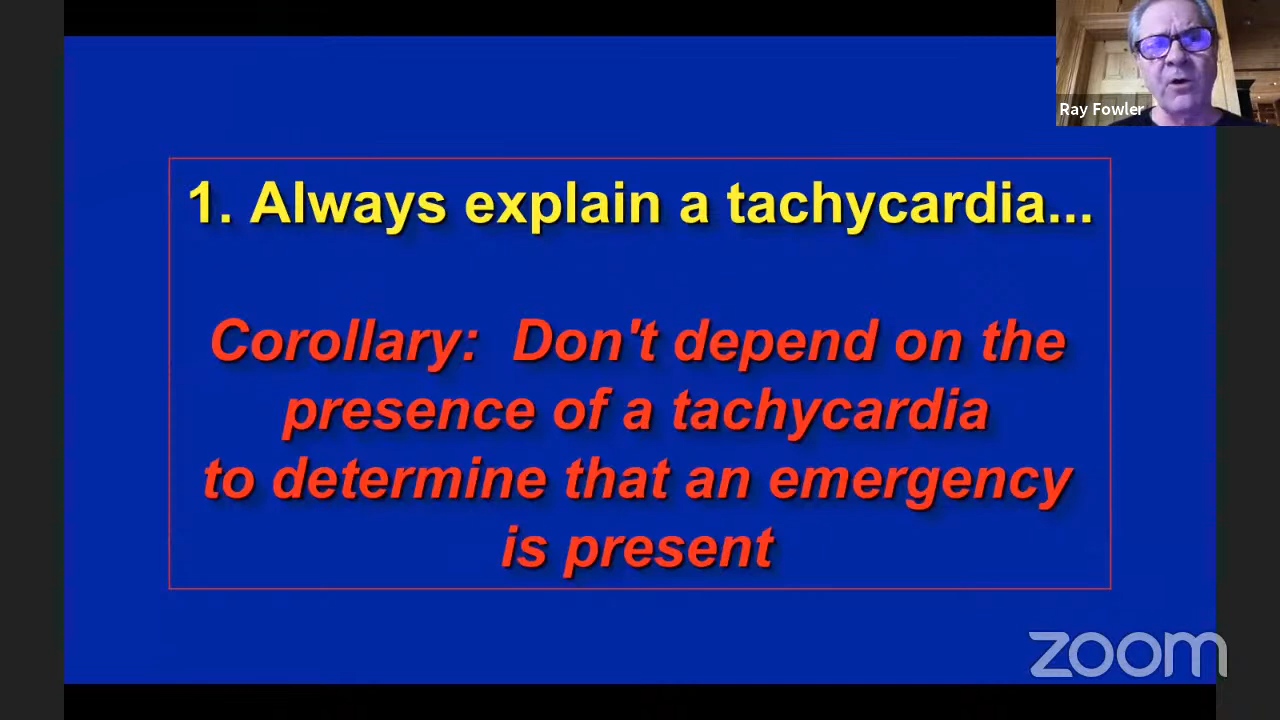 Ray Fowler
1. Always explain a tachycardia...
Corollary: Don't depend on the
presence of a tachycardia
to determine that an emergency
is present
zoom